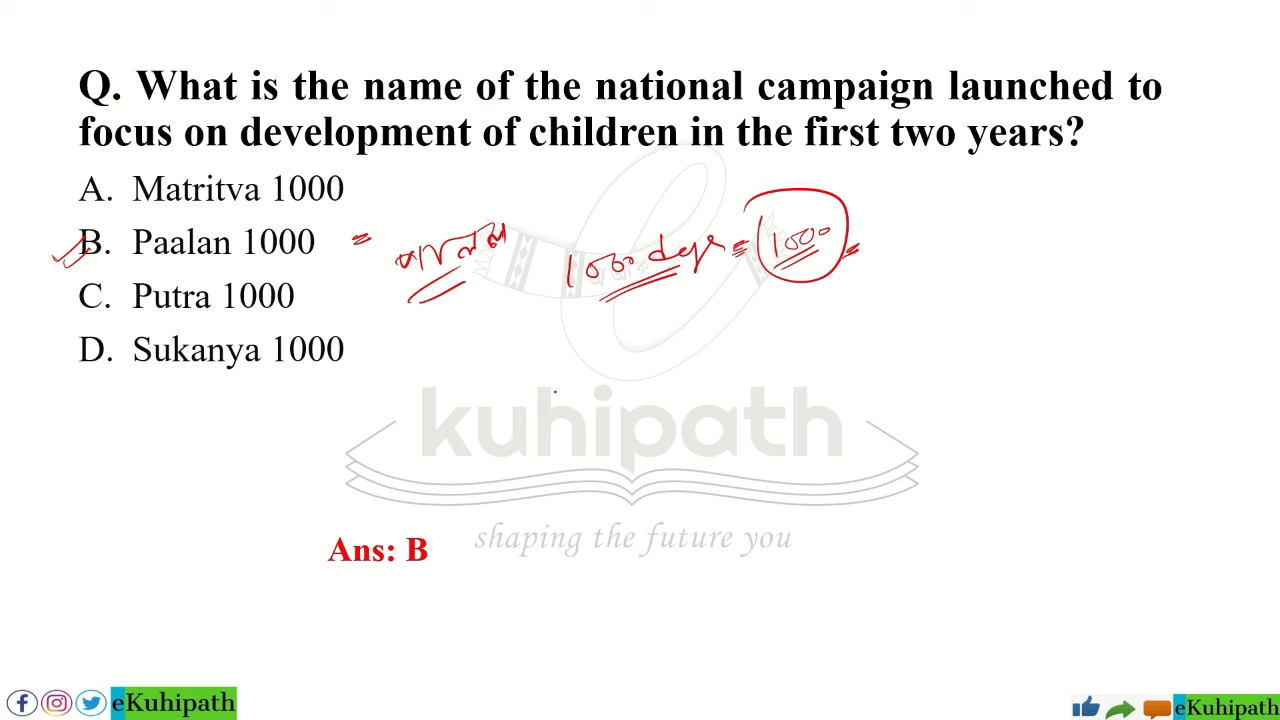 Q. What is the name of the national campaign launched to
focus on development of children in the first two years?
A. Matritva 1000
B. Paalan 1000 = পালন 1000 days = 1000 =
C. Putra 1000
D. Sukanya 1000
kuhipath
shaping the future you
Ans: B
eKuhipath
eKuhipath